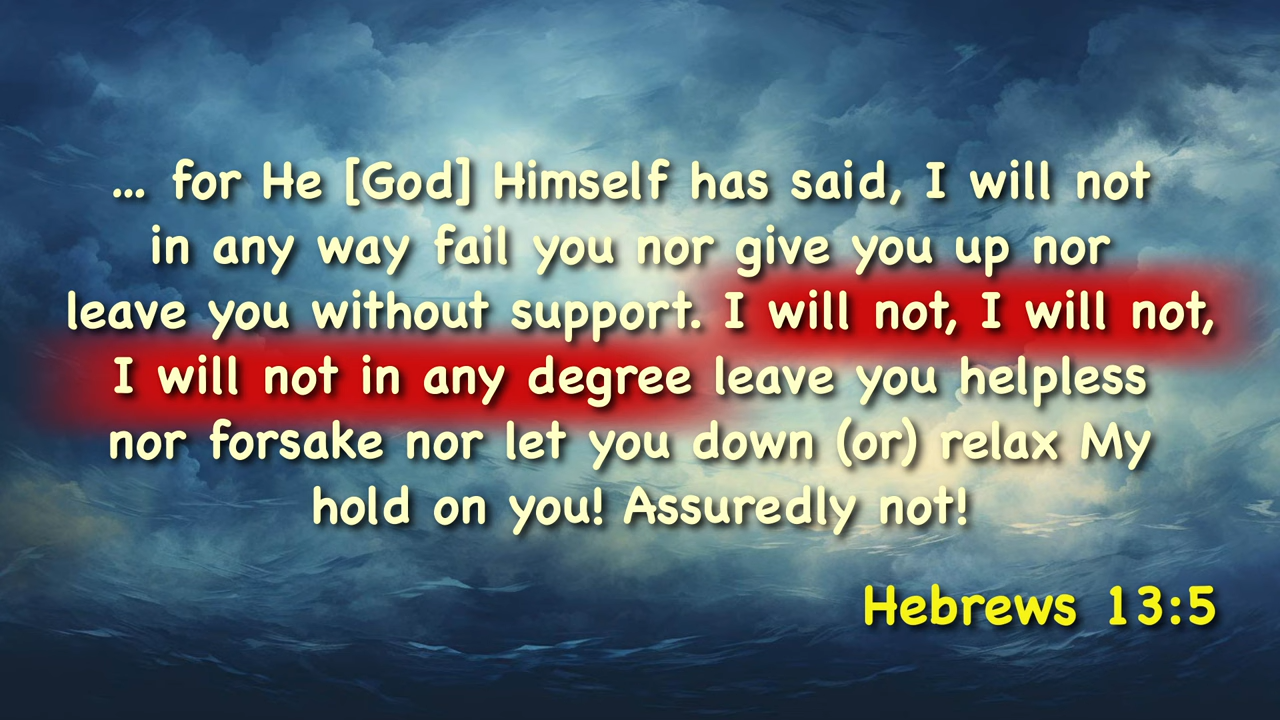 ... for He [God] Himself has said, I will not
in any way fail you nor give you up nor
leave you without support. I will not, I will not,
I will not in any degree leave you helpless
nor forsake nor let you down (or) relax My
hold on you! Assuredly not!
Hebrews 13:5